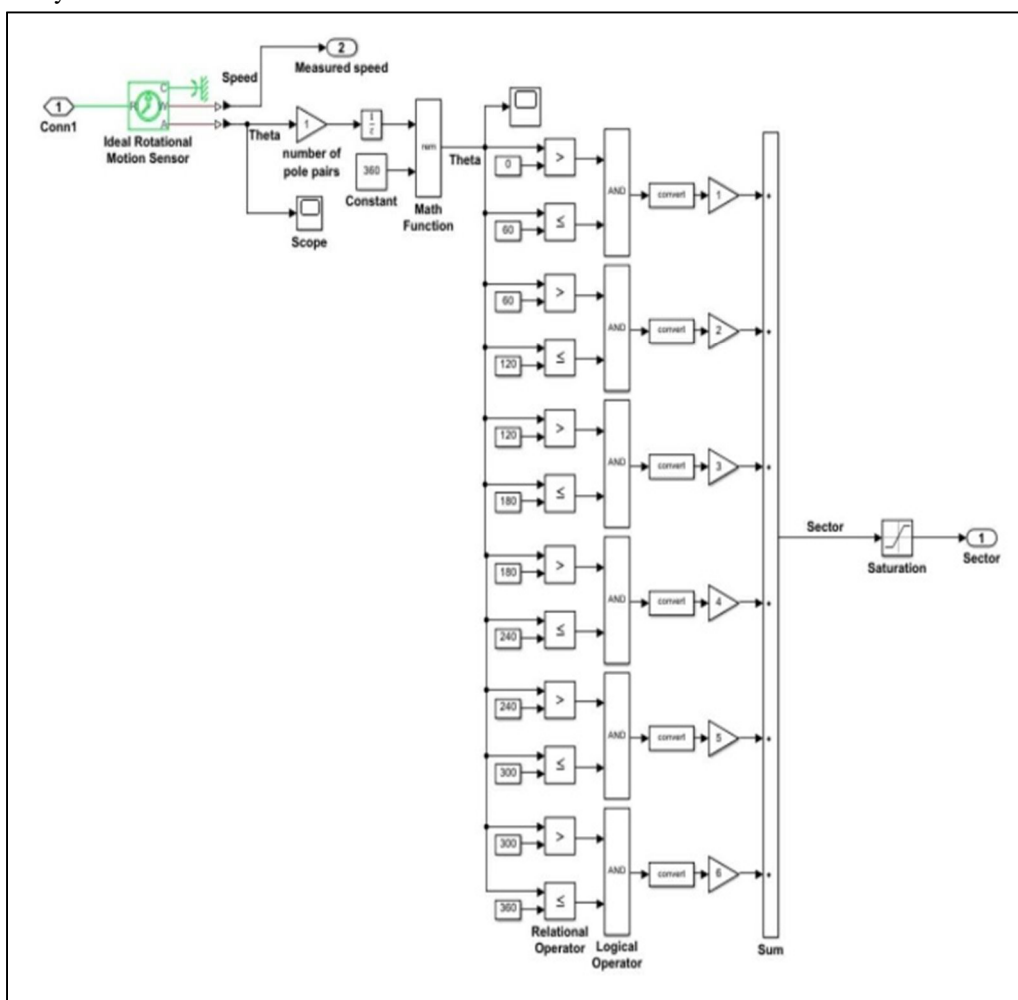 2
Measured speed
Speed
C
R
W
A
1
Conn1
Ideal Rotational
Motion Sensor
Theta
1
number of
pole pairs
1
z
360
Constant
rem
Math
Function
Scope
Theta
0
>
60
≤
AND
convert
1
+
60
>
120
≤
AND
convert
2
+
120
>
180
≤
AND
convert
3
+
180
>
240
≤
AND
convert
4
+
240
>
300
≤
AND
convert
5
+
300
>
360
≤
AND
convert
6
+
Relational
Operator
Logical
Operator
Sum
Sector
Saturation
1
Sector